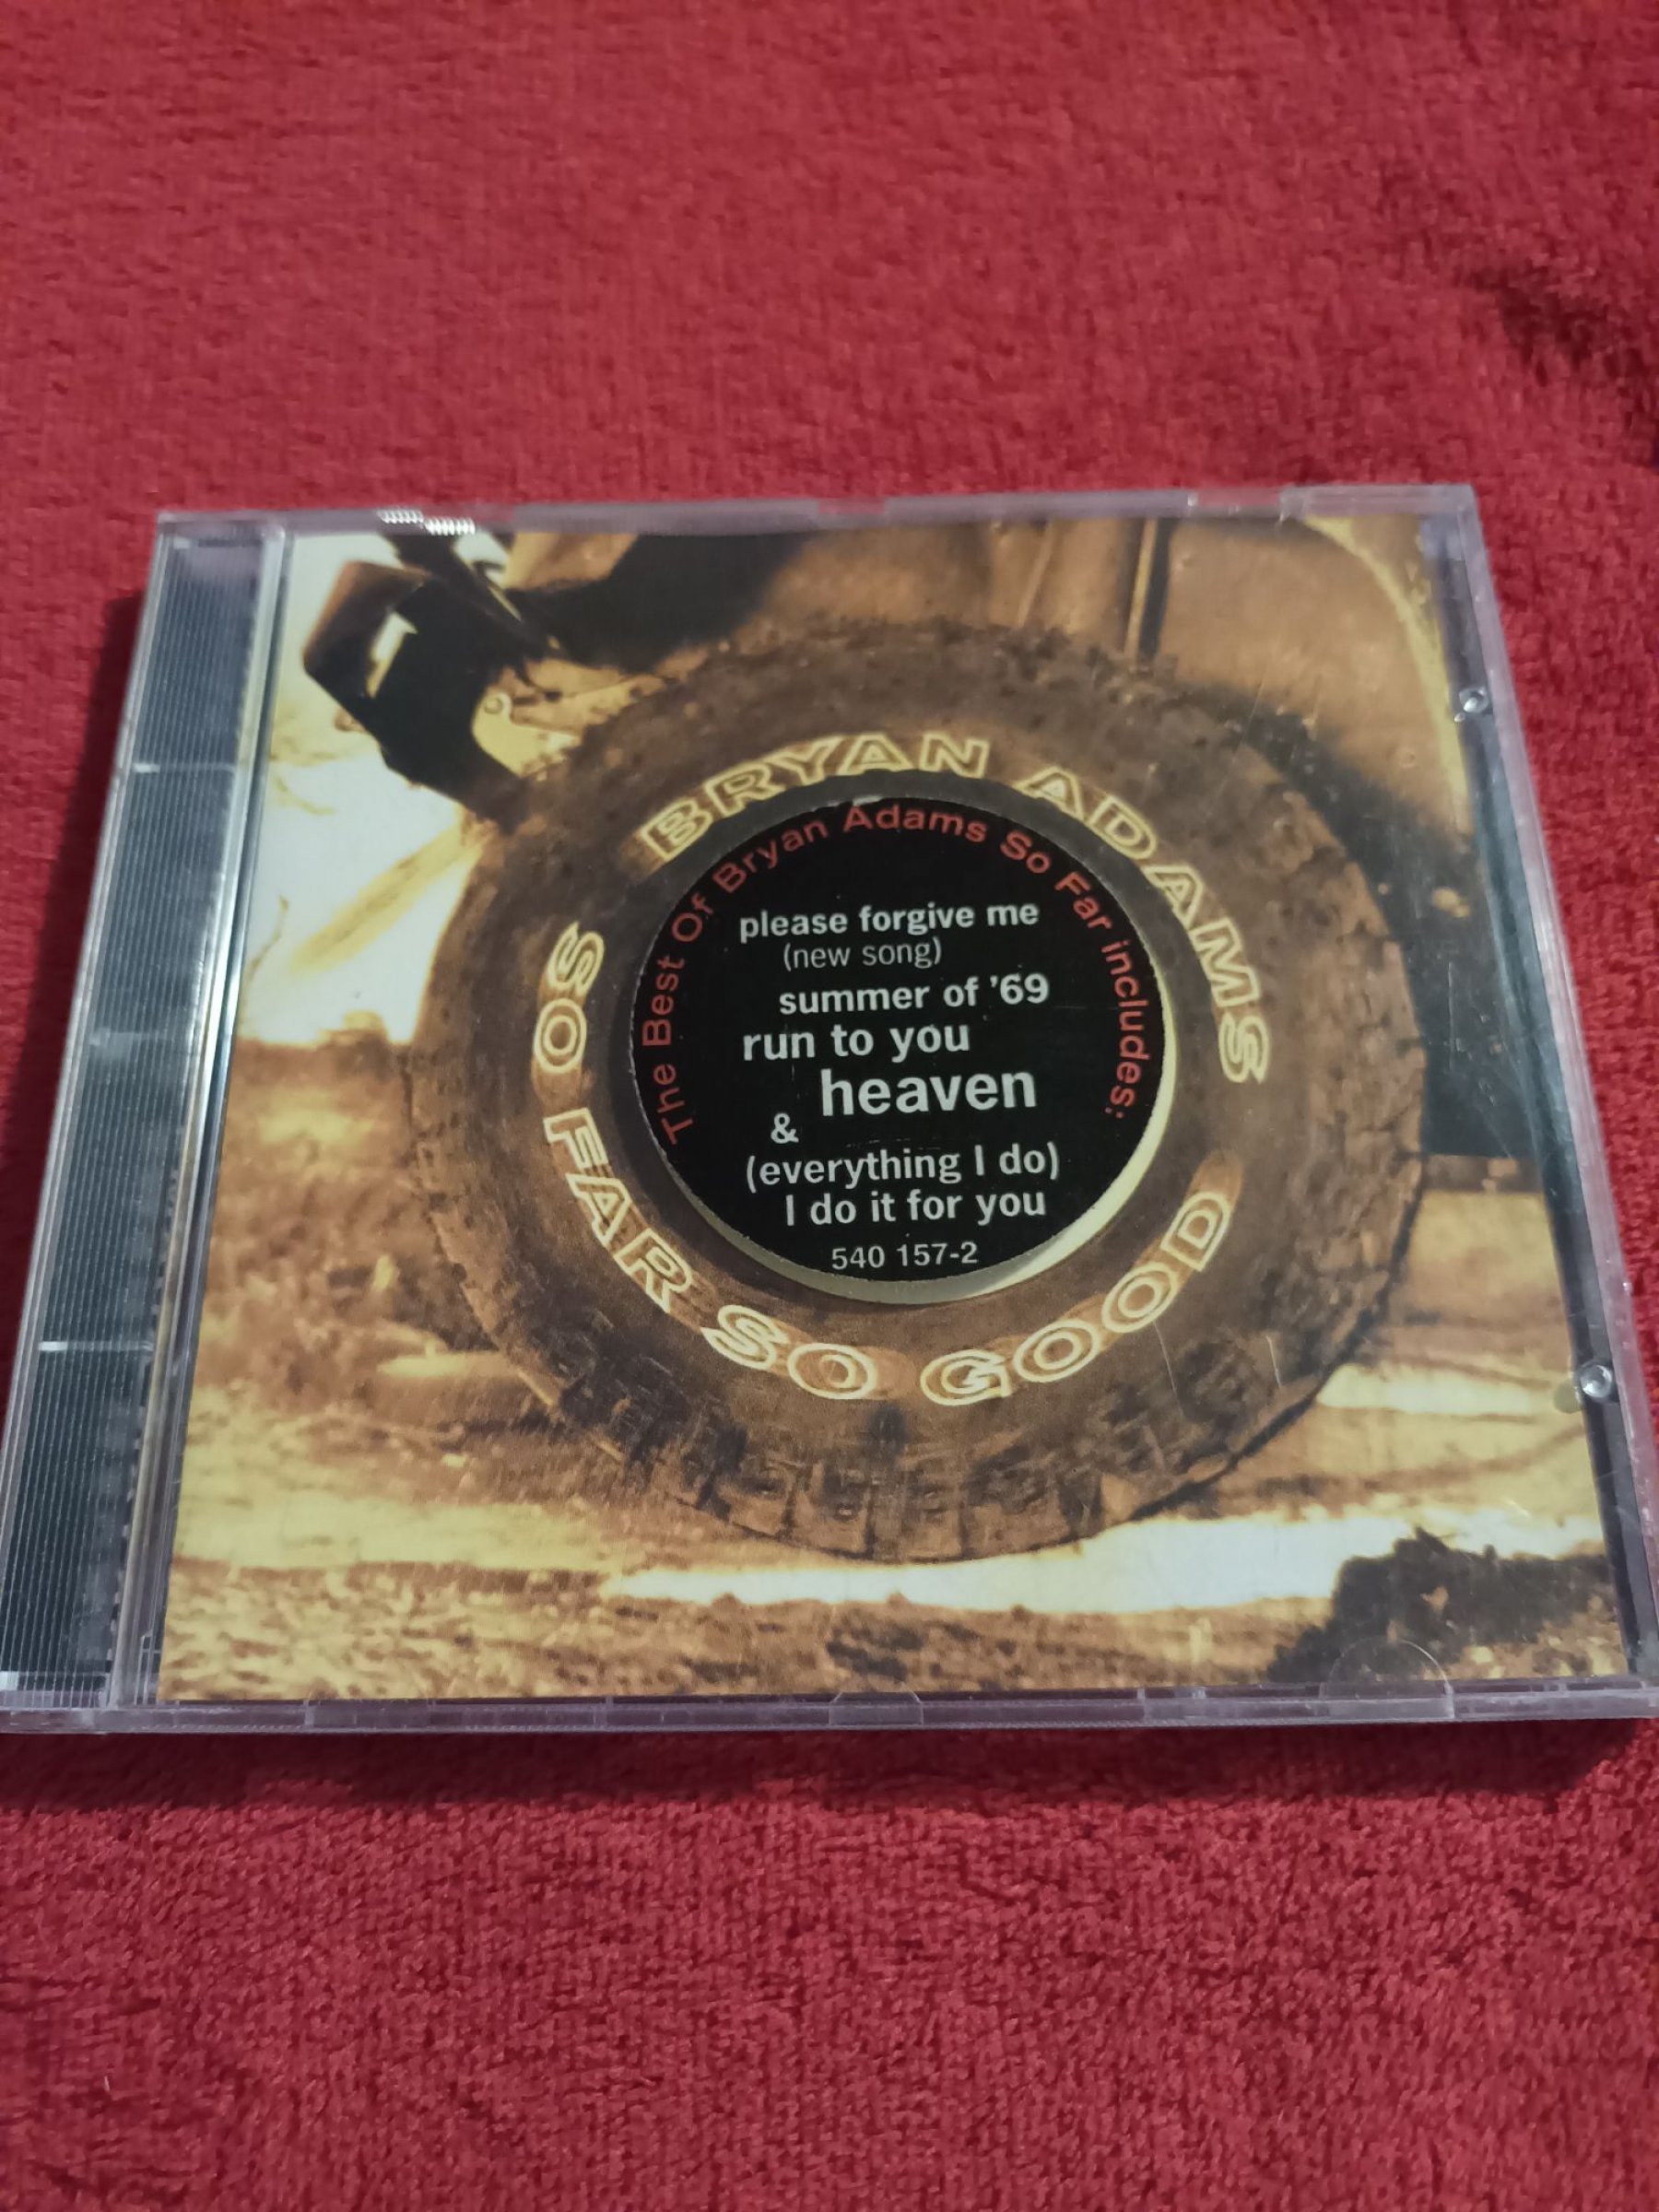 BRYAN ADAMS
SO FAR SO GOOD
The Best Of Bryan Adams So Far includes:
please forgive me
(new song)
summer of '69
run to you
heaven
&
(everything I do)
I do it for you
540 157-2